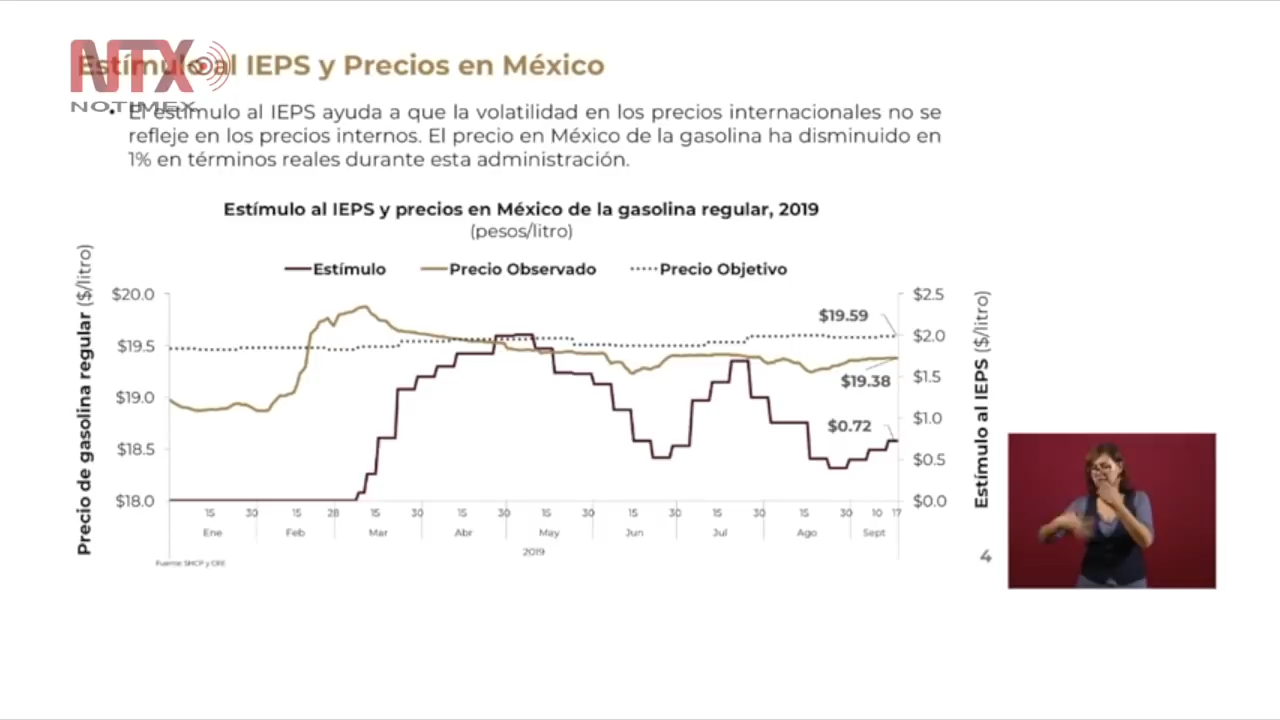 NTX
NOTIMEX
Estímulo al IEPS y Precios en México
• El estímulo al IEPS ayuda a que la volatilidad en los precios internacionales no se
refleje en los precios internos. El precio en México de la gasolina ha disminuido en
1% en términos reales durante esta administración.
Estímulo al IEPS y precios en México de la gasolina regular, 2019
(pesos/litro)
Estímulo Precio Observado Precio Objetivo
Precio de gasolina regular ($/litro)
$20.0
$19.5
$19.0
$18.5
$18.0
$19.59
$19.38
$0.72
$2.5
$2.0
$1.5
$1.0
$0.5
$0.0
Estímulo al IEPS ($/litro)
15 30 15 28 15 30 15 30 15 30 15 30 15 30 10 17
Ene Feb Mar Abr May Jun Jul Ago Sept
2019
Fuente: SHCP y CRE
4